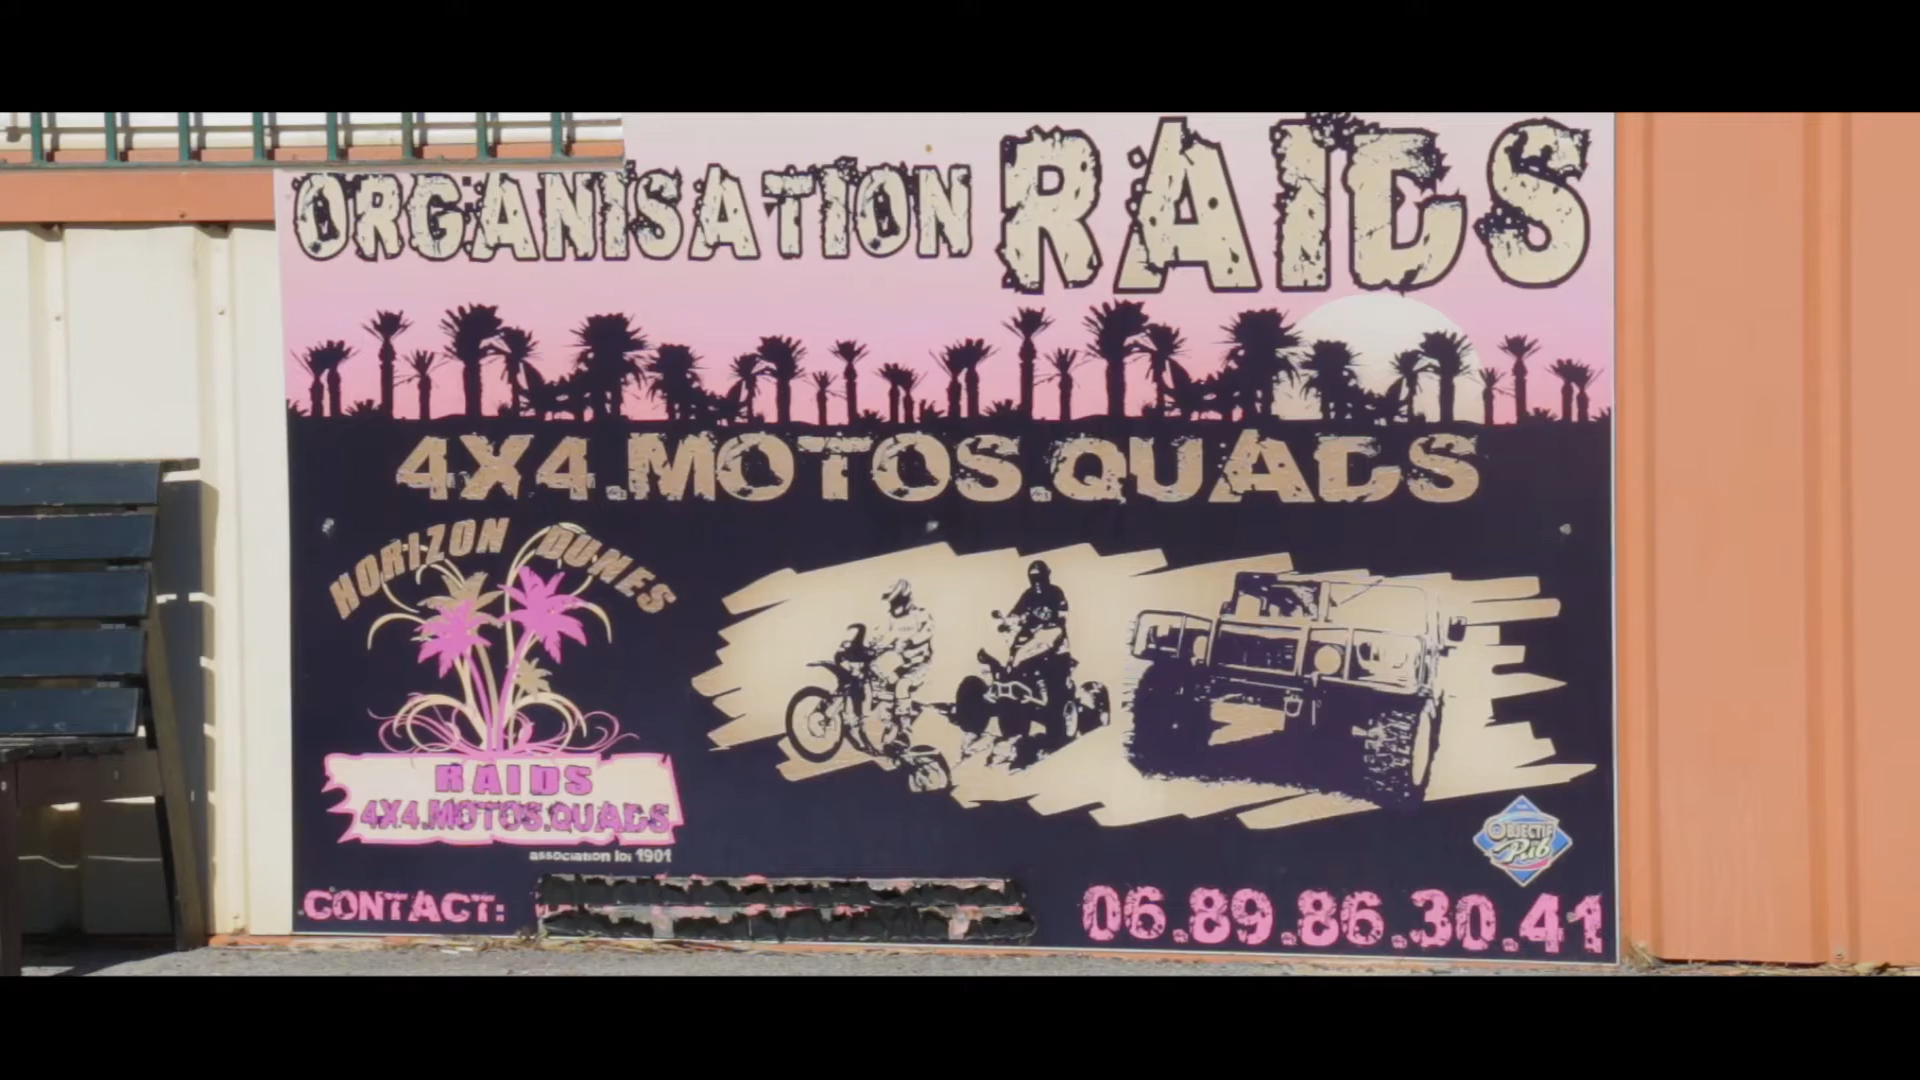 ORGANISATION RAIDS
4X4.MOTOS.QUADS
HORIZON DUNES
RAIDS
4X4.MOTOS.QUADS
association loi 1901
OBJECTIF
Pub
CONTACT: 06.89.86.30.41